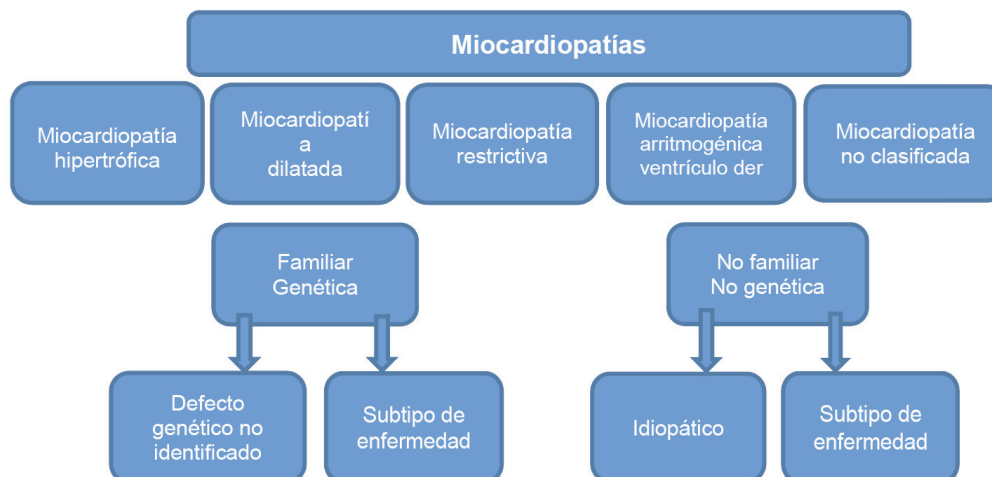 Miocardiopatías
Miocardiopatía
hipertrófica
Miocardiopatí
a
dilatada
Miocardiopatía
restrictiva
Miocardiopatía
arritmogénica
ventrículo der
Miocardiopatía
no clasificada
Familiar
Genética
No familiar
No genética
Defecto
genético no
identificado
Subtipo de
enfermedad
Idiopático
Subtipo de
enfermedad